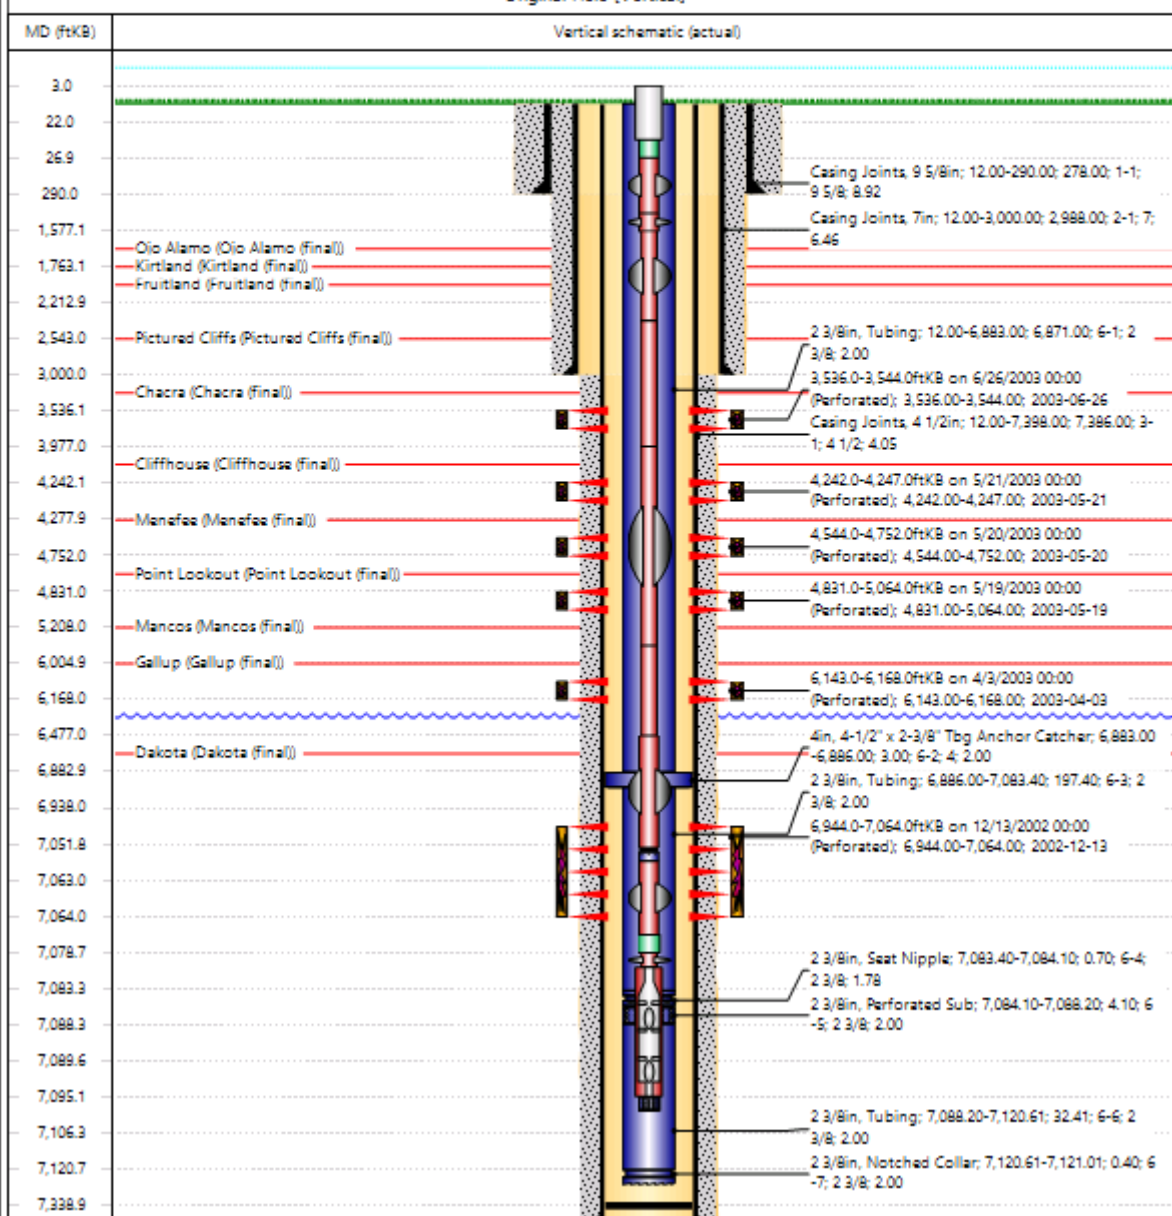 Original Hole [Vertical]
MD (ftKB)
Vertical schematic (actual)
3.0
22.0
26.9
Casing Joints, 9 5/8in; 12.00-290.00; 278.00; 1-1;
9 5/8; 8.92
290.0
Casing Joints, 7in; 12.00-3,000.00; 2,988.00; 2-1; 7;
6.46
1,577.1
Ojo Alamo (Ojo Alamo (final))
1,763.1
Kirtland (Kirtland (final))
Fruitland (Fruitland (final))
2,212.9
2,543.0
Pictured Cliffs (Pictured Cliffs (final))
2 3/8in, Tubing; 12.00-6,883.00; 6,871.00; 6-1; 2
3/8; 2.00
3,000.0
3,536.0-3,544.0ftKB on 6/26/2003 00:00
(Perforated); 3,536.00-3,544.00; 2003-06-26
Chacra (Chacra (final))
3,536.1
Casing Joints, 4 1/2in; 12.00-7,398.00; 7,386.00; 3-
1; 4 1/2; 4.05
3,977.0
Cliffhouse (Cliffhouse (final))
4,242.1
4,242.0-4,247.0ftKB on 5/21/2003 00:00
(Perforated); 4,242.00-4,247.00; 2003-05-21
4,277.9
Menefee (Menefee (final))
4,544.0-4,752.0ftKB on 5/20/2003 00:00
(Perforated); 4,544.00-4,752.00; 2003-05-20
4,752.0
Point Lookout (Point Lookout (final))
4,831.0
4,831.0-5,064.0ftKB on 5/19/2003 00:00
(Perforated); 4,831.00-5,064.00; 2003-05-19
5,208.0
Mancos (Mancos (final))
6,004.9
Gallup (Gallup (final))
6,143.0-6,168.0ftKB on 4/3/2003 00:00
(Perforated); 6,143.00-6,168.00; 2003-04-03
6,168.0
6,477.0
4in, 4-1/2" x 2-3/8" Tbg Anchor Catcher; 6,883.00
-6,886.00; 3.00; 6-2; 4; 2.00
Dakota (Dakota (final))
6,882.9
2 3/8in, Tubing; 6,886.00-7,083.40; 197.40; 6-3; 2
3/8; 2.00
6,938.0
6,944.0-7,064.0ftKB on 12/13/2002 00:00
(Perforated); 6,944.00-7,064.00; 2002-12-13
7,051.8
7,063.0
7,064.0
7,078.7
2 3/8in, Seat Nipple; 7,083.40-7,084.10; 0.70; 6-4;
2 3/8; 1.78
7,083.3
2 3/8in, Perforated Sub; 7,084.10-7,088.20; 4.10; 6
-5; 2 3/8; 2.00
7,088.3
7,089.6
7,095.1
7,106.3
2 3/8in, Tubing; 7,088.20-7,120.61; 32.41; 6-6; 2
3/8; 2.00
7,120.7
2 3/8in, Notched Collar; 7,120.61-7,121.01; 0.40; 6
-7; 2 3/8; 2.00
7,338.9